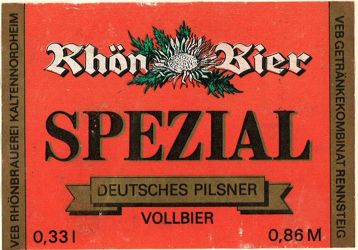 Rhön Bier
SPEZIAL
DEUTSCHES PILSNER
VOLLBIER
0,33 l
0,86 M
VEB RHÖNBRAUEREI KALTENNORDHEIM
VEB GETRÄNKEKOMBINAT RENNSTEIG